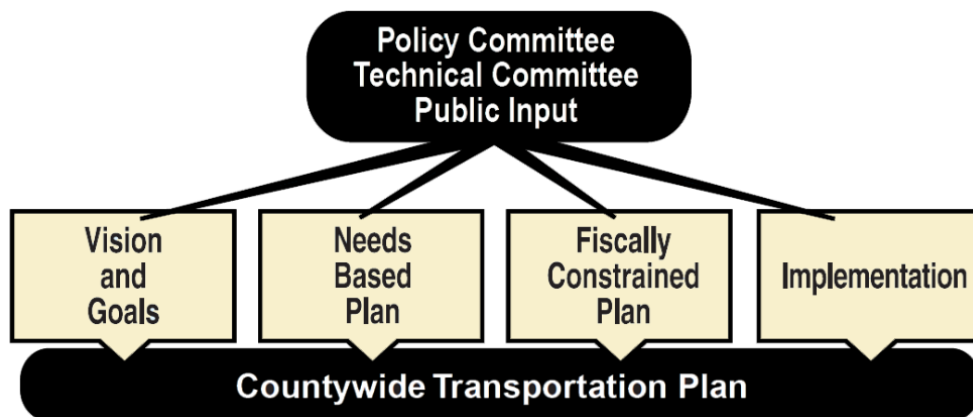 Policy Committee
Technical Committee
Public Input
Vision
and
Goals
Needs
Based
Plan
Fiscally
Constrained
Plan
Implementation
Countywide Transportation Plan